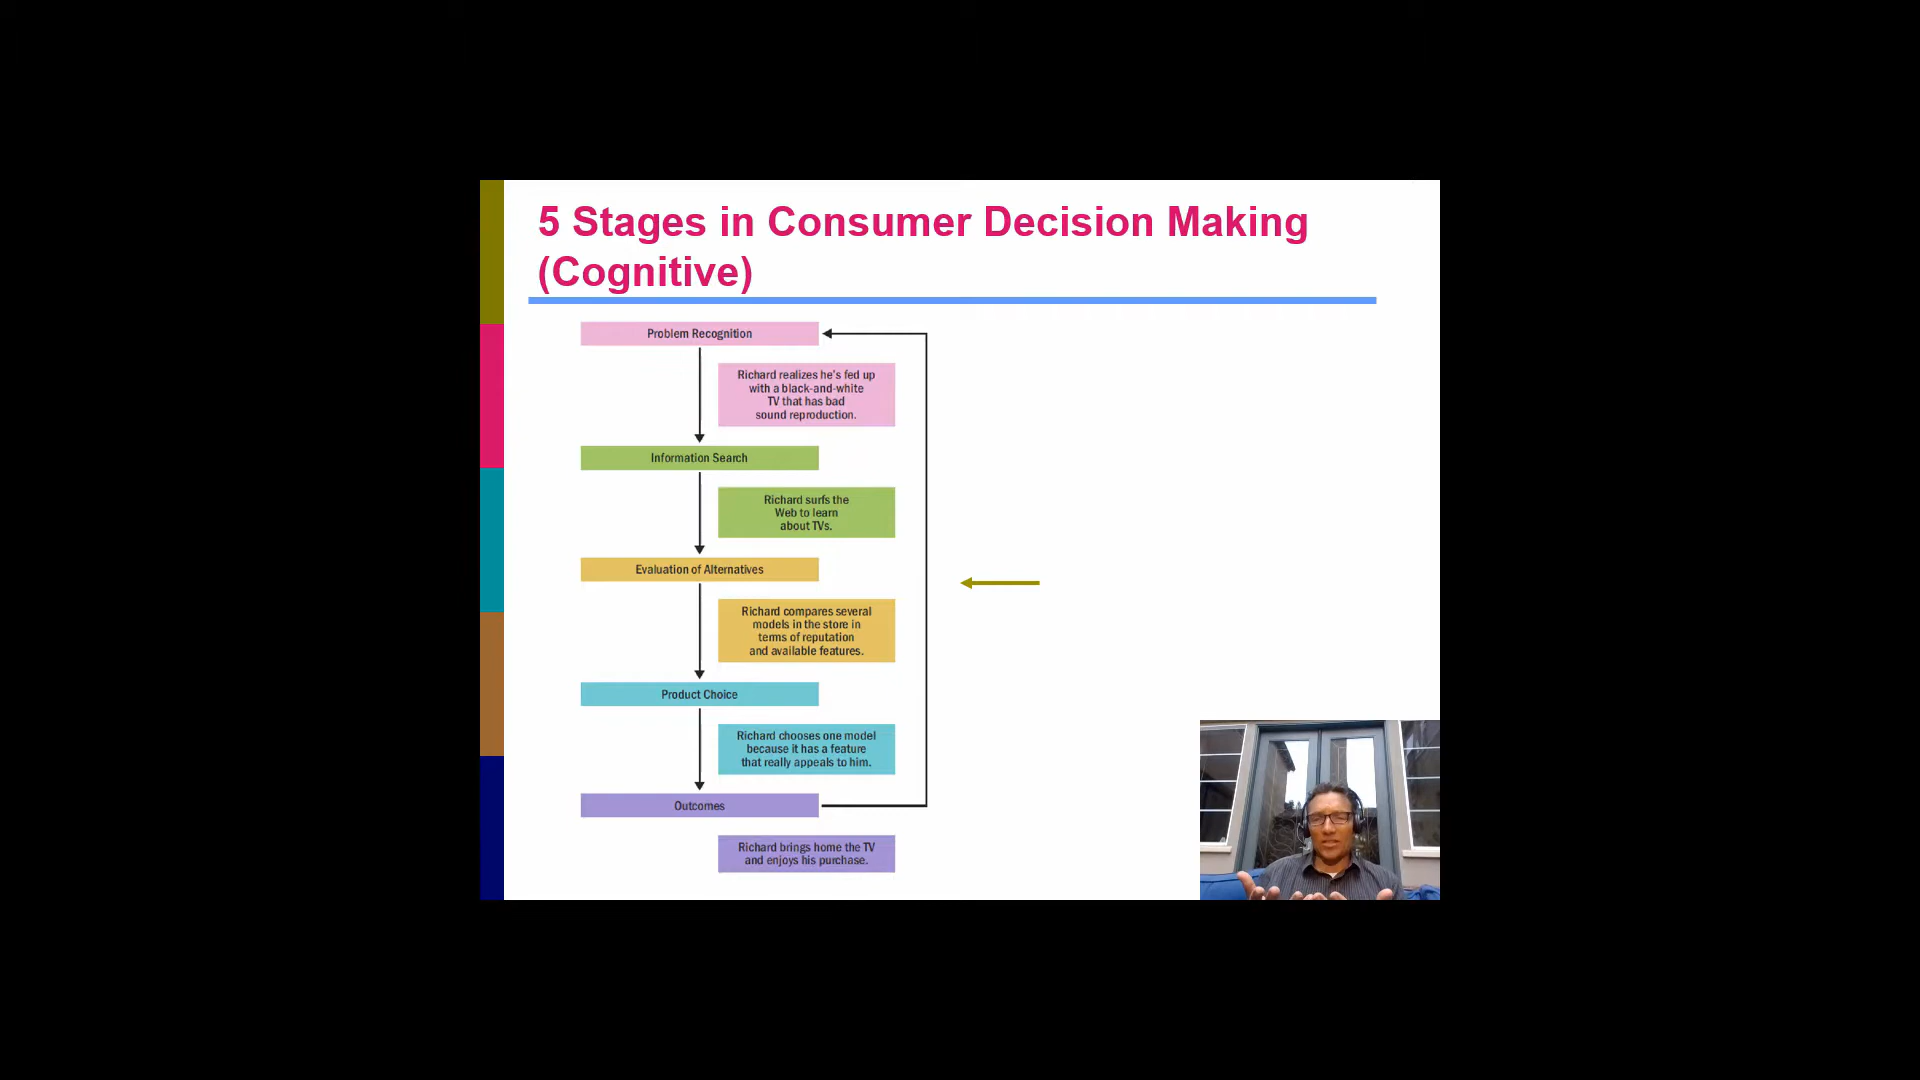 5 Stages in Consumer Decision Making
(Cognitive)
Problem Recognition
Richard realizes he's fed up
with a black-and-white
TV that has bad
sound reproduction.
Information Search
Richard surfs the
Web to learn
about TVs.
Evaluation of Alternatives
Richard compares several
models in the store in
terms of reputation
and available features.
Product Choice
Richard chooses one model
because it has a feature
that really appeals to him.
Outcomes
Richard brings home the TV
and enjoys his purchase.